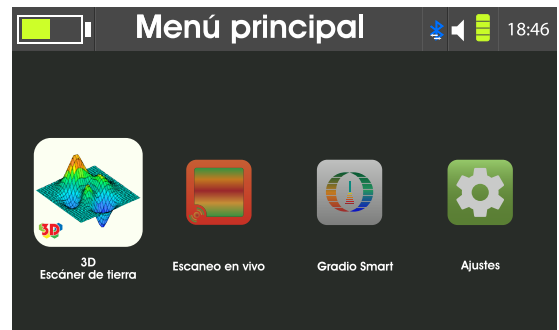 Menú principal
18:46
3D
3D
Escáner de tierra
Escaneo en vivo
Gradio Smart
Ajustes